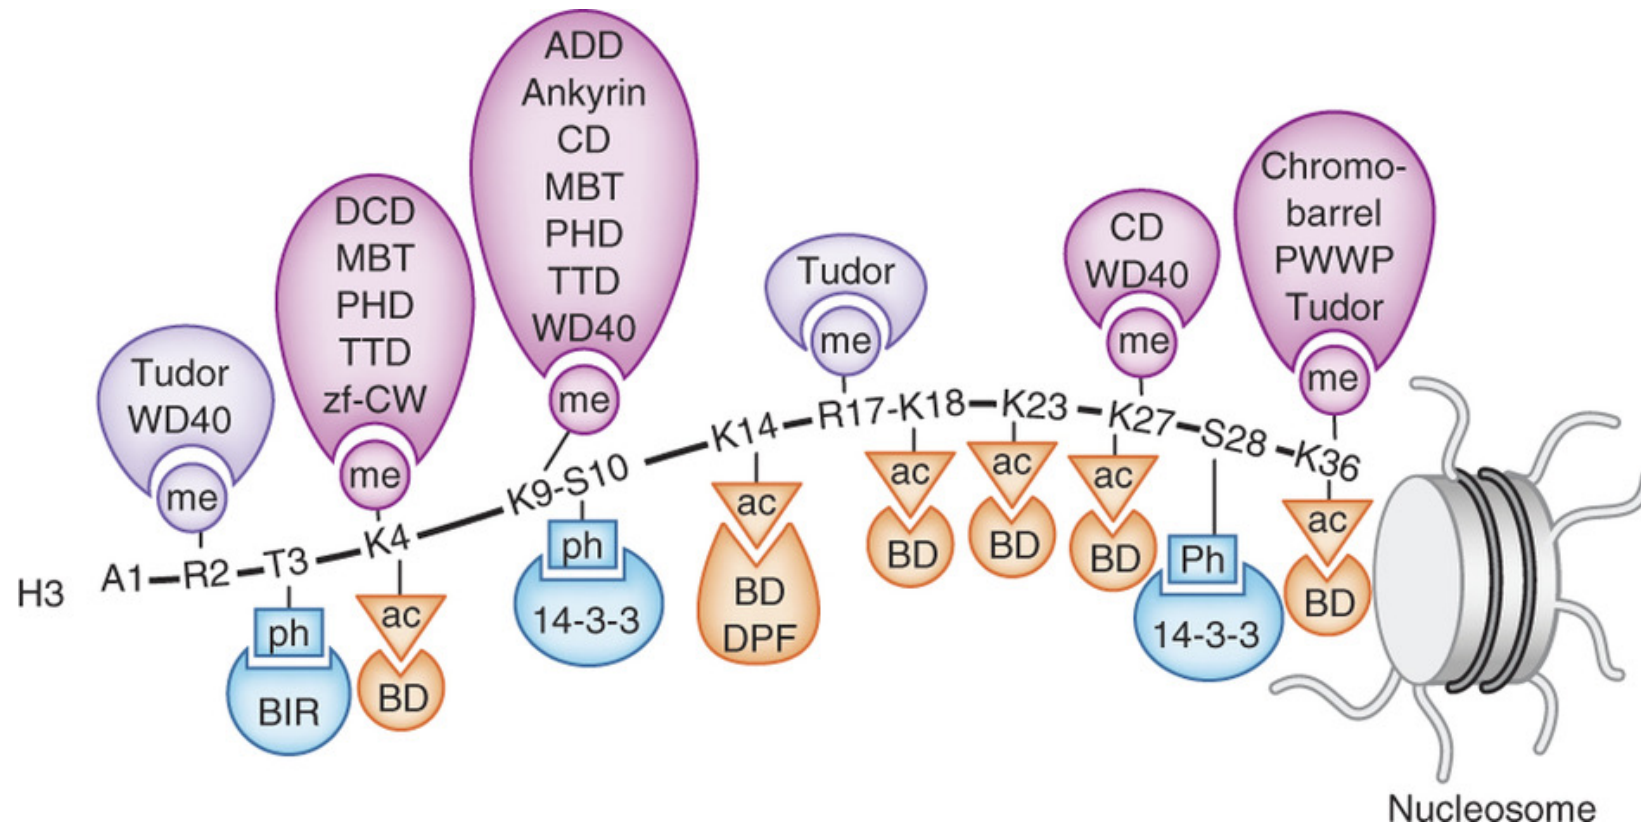 ADD
Ankyrin
CD
MBT
PHD
TTD
WD40
me
DCD
MBT
PHD
TTD
zf-CW
me
Tudor
WD40
me
Tudor
me
CD
WD40
me
Chromo-
barrel
PWWP
Tudor
me
H3 A1-R2-T3-K4-K9-S10-K14-R17-K18-K23-K27-S28-K36
ph
BIR
ac
BD
ph
14-3-3
ac
BD
DPF
ac
BD
ac
BD
ac
BD
Ph
14-3-3
ac
BD
Nucleosome